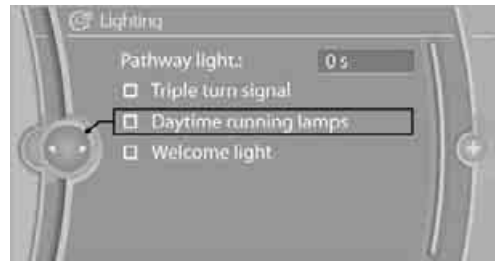 Lighting
Pathway light.: 0 s
Triple turn signal
Daytime running lamps
Welcome light